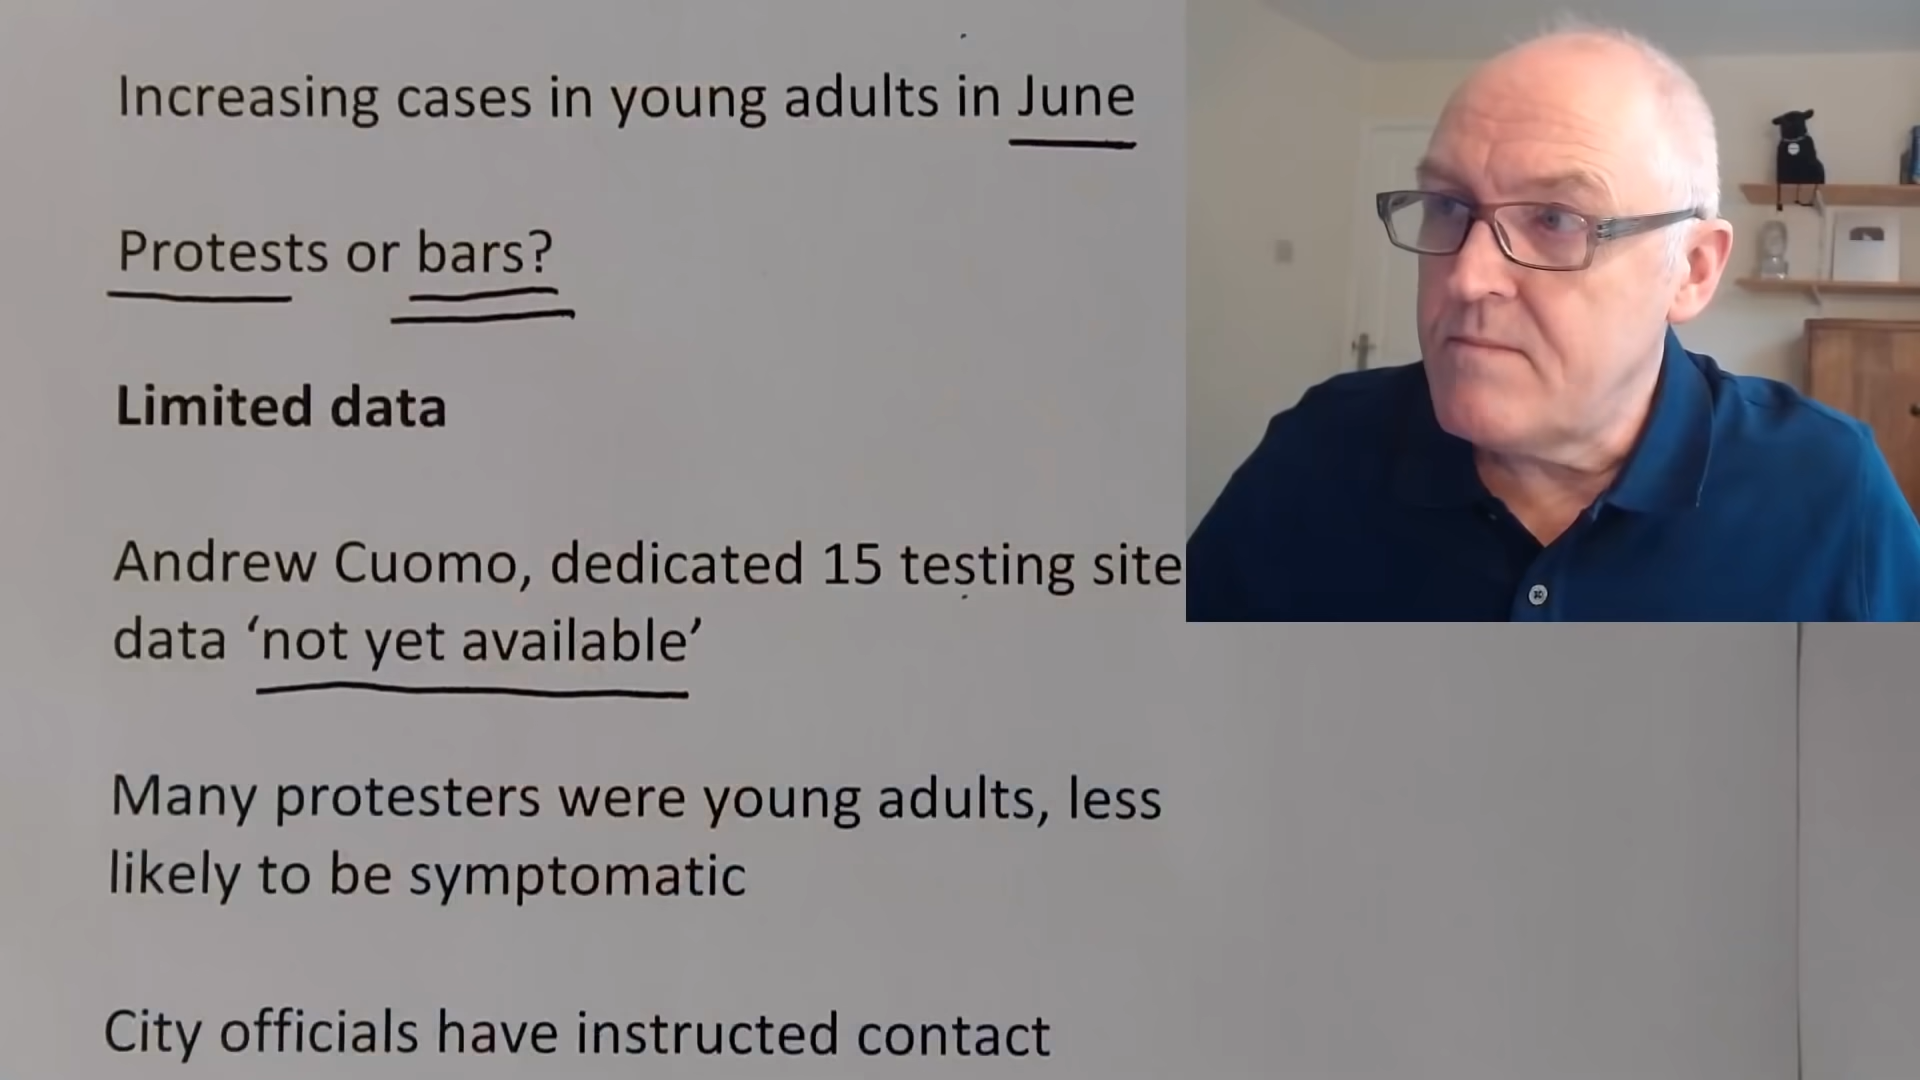 Increasing cases in young adults in June
Protests or bars?
Limited data
Andrew Cuomo, dedicated 15 testing site
data ‘not yet available’
Many protesters were young adults, less
likely to be symptomatic
City officials have instructed contact